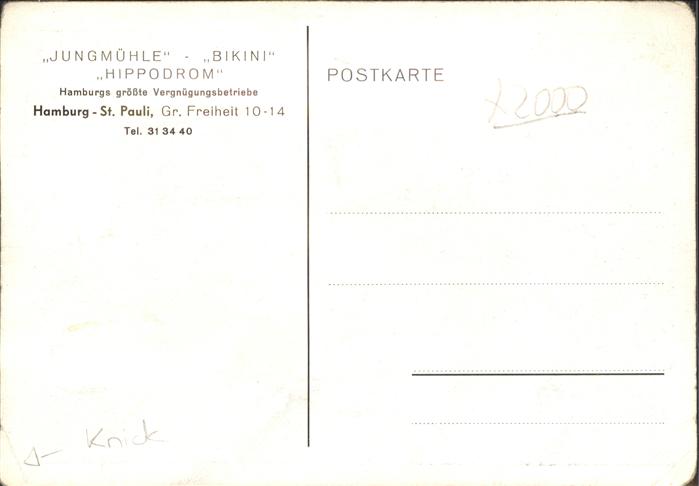 „JUNGMÜHLE“ - „BIKINI“
„HIPPODROM“
Hamburgs größte Vergnügungsbetriebe
Hamburg - St. Pauli, Gr. Freiheit 10-14
Tel. 31 34 40
POSTKARTE
x2000
Knick